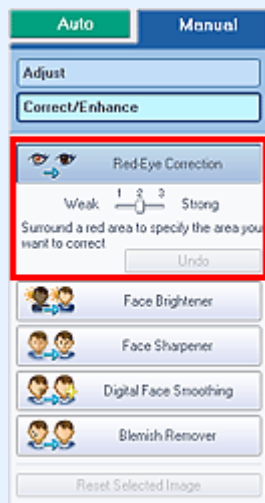 Auto Manual
Adjust
Correct/Enhance
Red-Eye Correction
1 2 3
Weak Strong
Surround a red area to specify the area you
want to correct
Undo
Face Brightener
Face Sharpener
Digital Face Smoothing
Blemish Remover
Reset Selected Image